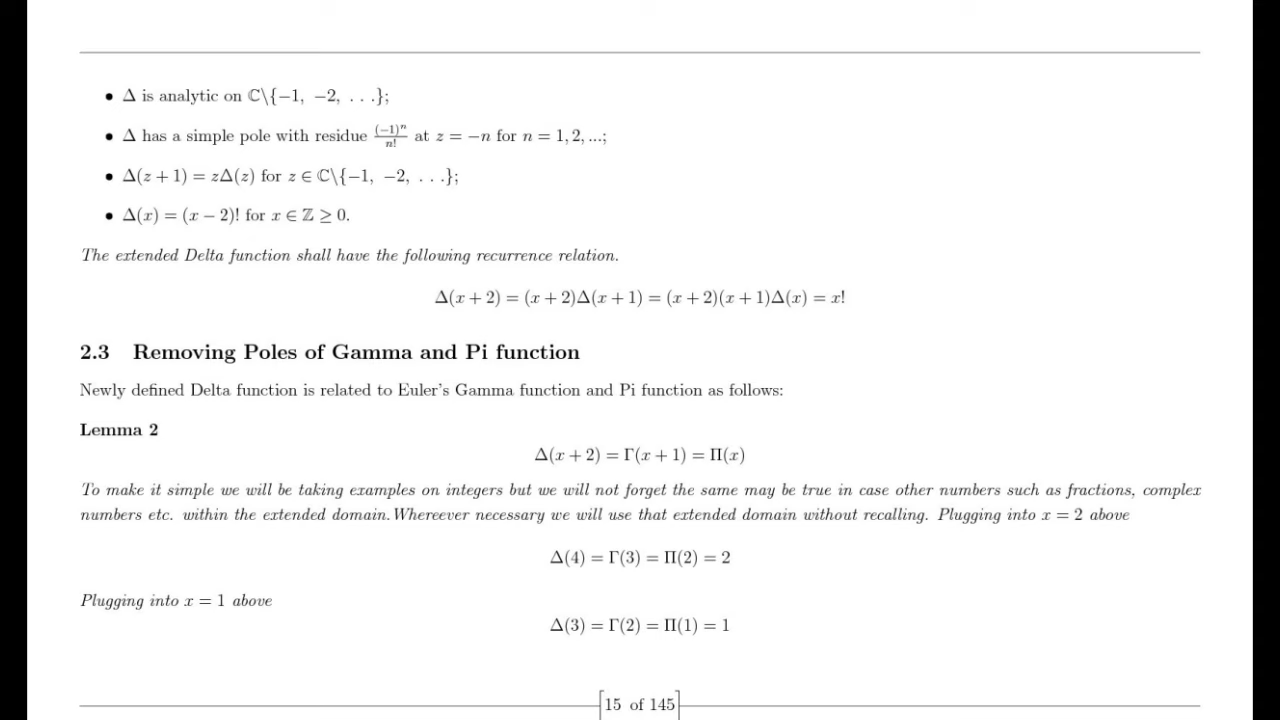 • Δ is analytic on ℂ\{−1, −2, . . .};
• Δ has a simple pole with residue (−1)ⁿ/n! at z = −n for n = 1, 2, ...;
• Δ(z + 1) = zΔ(z) for z ∈ ℂ\{−1, −2, . . .};
• Δ(x) = (x − 2)! for x ∈ ℤ ≥ 0.
The extended Delta function shall have the following recurrence relation.
Δ(x + 2) = (x + 2)Δ(x + 1) = (x + 2)(x + 1)Δ(x) = x!
2.3 Removing Poles of Gamma and Pi function
Newly defined Delta function is related to Euler's Gamma function and Pi function as follows:
Lemma 2
Δ(x + 2) = Γ(x + 1) = Π(x)
To make it simple we will be taking examples on integers but we will not forget the same may be true in case other numbers such as fractions, complex
numbers etc. within the extended domain.Whereever necessary we will use that extended domain without recalling. Plugging into x = 2 above
Δ(4) = Γ(3) = Π(2) = 2
Plugging into x = 1 above
Δ(3) = Γ(2) = Π(1) = 1
15 of 145